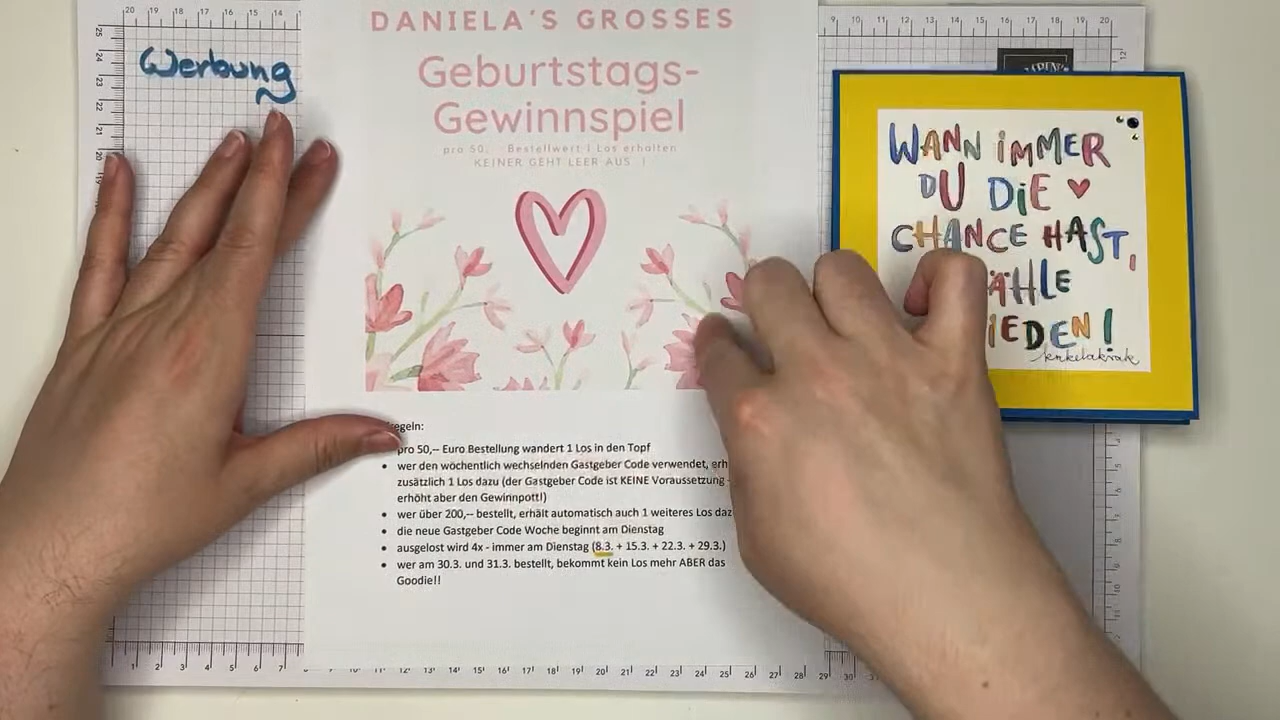 Werbung
DANIELA'S GROSSES
Geburtstags-
Gewinnspiel
pro 50,-- Bestellwert 1 Los erhalten
KEINER GEHT LEER AUS !
pro 50,-- Euro Bestellung wandert 1 Los in den Topf
wer den wöchentlich wechselnden Gastgeber Code verwendet, erh
zusätzlich 1 Los dazu (der Gastgeber Code ist KEINE Voraussetzung -
erhöht aber den Gewinnpott!)
wer über 200,-- bestellt, erhält automatisch auch 1 weiteres Los daz
die neue Gastgeber Code Woche beginnt am Dienstag
ausgelost wird 4x - immer am Dienstag (8.3. + 15.3. + 22.3. + 29.3.)
wer am 30.3. und 31.3. bestellt, bekommt kein Los mehr ABER das
Goodie!!
WANN iMMER
DU DiE
CHANCE HAST,